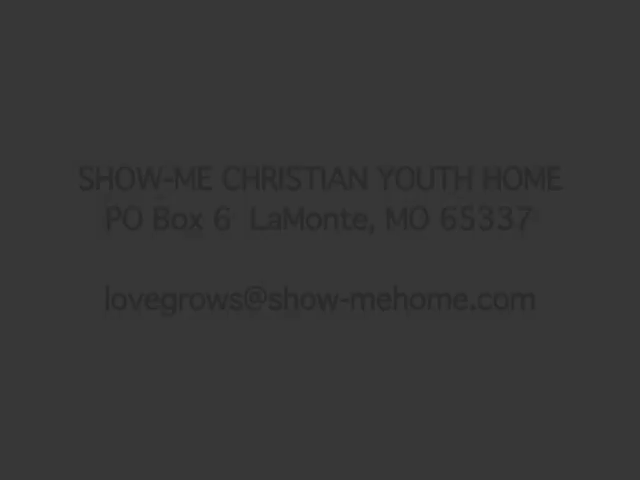 SHOW-ME CHRISTIAN YOUTH HOME
PO Box 6 LaMonte, MO 65337
lovegrows@show-mehome.com